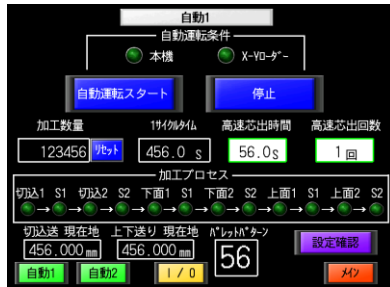 自動1
自動運転条件
本機 X-Yローダー
自動運転スタート 停止
加工数量 1サイクルタイム 高速芯出時間 高速芯出回数
123456 リセット 456.0 s 56.0s 1 回
加工プロセス
切込1 S1 切込2 S2 下面1 S1 下面2 S2 上面1 S1 上面2 S2
→ → → → → → → → → → →
切込送 現在地 上下送り 現在地 パレットパターン
456.000 mm 456.000 mm 56 設定確認
自動1 自動2 I/O メイン